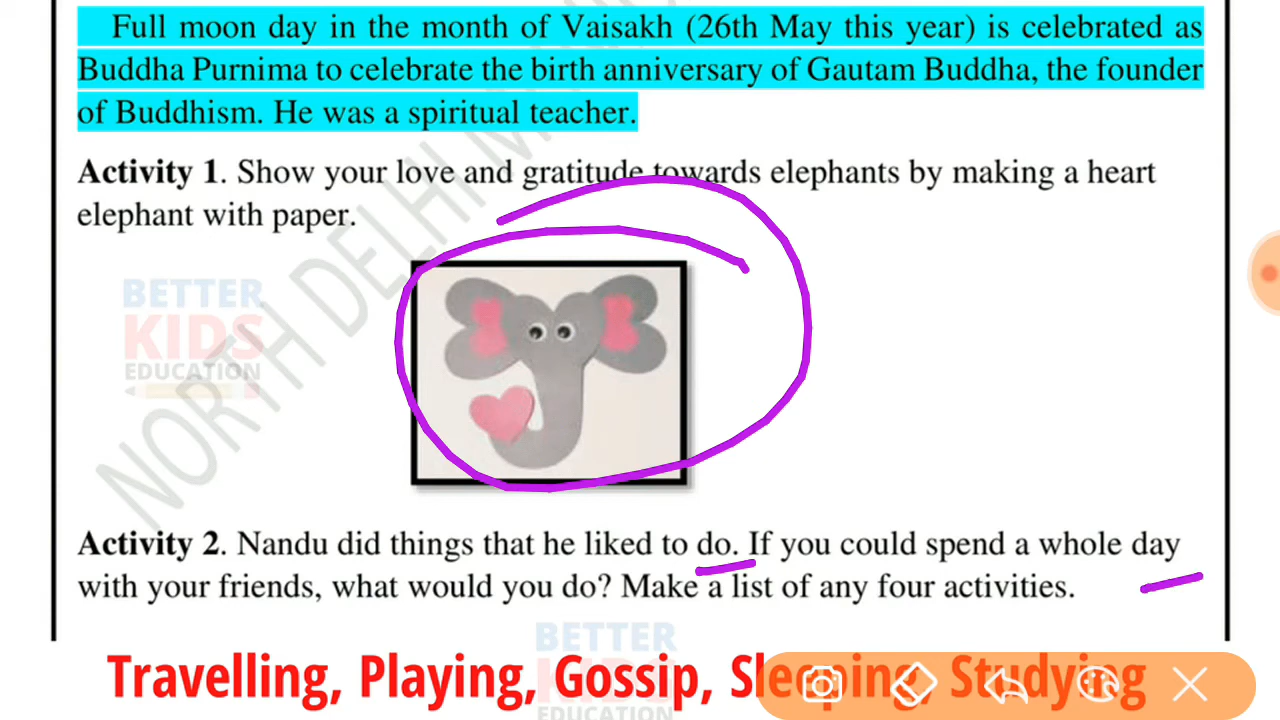 Full moon day in the month of Vaisakh (26th May this year) is celebrated as
Buddha Purnima to celebrate the birth anniversary of Gautam Buddha, the founder
of Buddhism. He was a spiritual teacher.
Activity 1. Show your love and gratitude towards elephants by making a heart
elephant with paper.
BETTER
KIDS
EDUCATION
NORTH DELHI
Activity 2. Nandu did things that he liked to do. If you could spend a whole day
with your friends, what would you do? Make a list of any four activities.
BETTER
Travelling, Playing, Gossip, Sleeping, Studying
EDUCATION